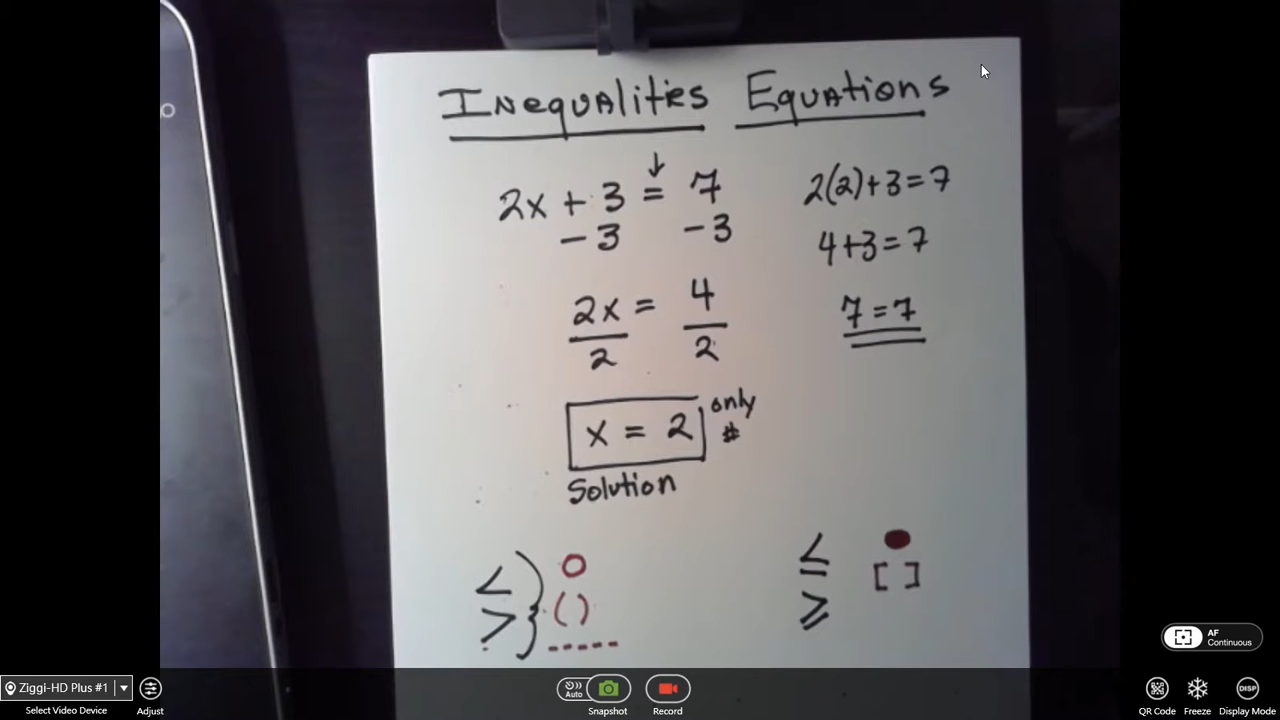 Inequalities Equations
2x + 3 = 7
- 3 - 3
2x = 4
2 2
x = 2 only #
Solution
2(2)+3=7
4+3=7
7=7
<
>
( )
≤
≥
[ ]
AF
Continuous
Ziggi-HD Plus #1
Select Video Device
Adjust
Auto
Snapshot
Record
QR Code
Freeze
DISP
Display Mode